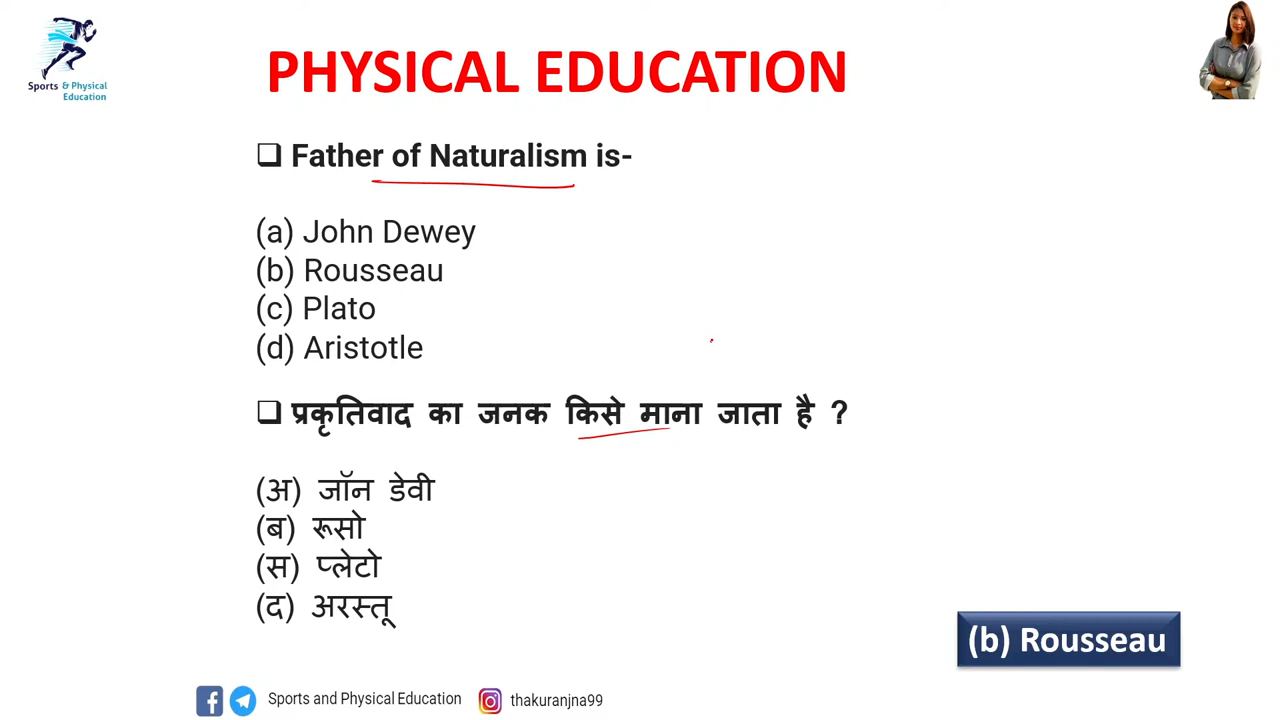 Sports & Physical
Education
PHYSICAL EDUCATION
Father of Naturalism is-
(a) John Dewey
(b) Rousseau
(c) Plato
(d) Aristotle
प्रकृतिवाद का जनक किसे माना जाता है ?
(अ) जॉन डेवी
(ब) रूसो
(स) प्लेटो
(द) अरस्तू
(b) Rousseau
Sports and Physical Education thakuranjna99